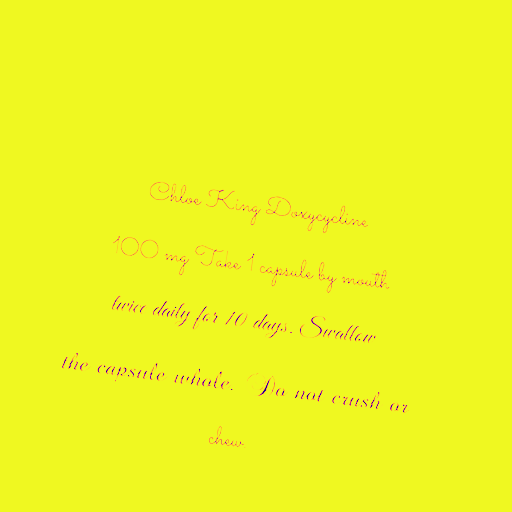 Chloe King Doxycycline
100 mg Take 1 capsule by mouth
twice daily for 10 days. Swallow
the capsule whole. Do not crush or
chew